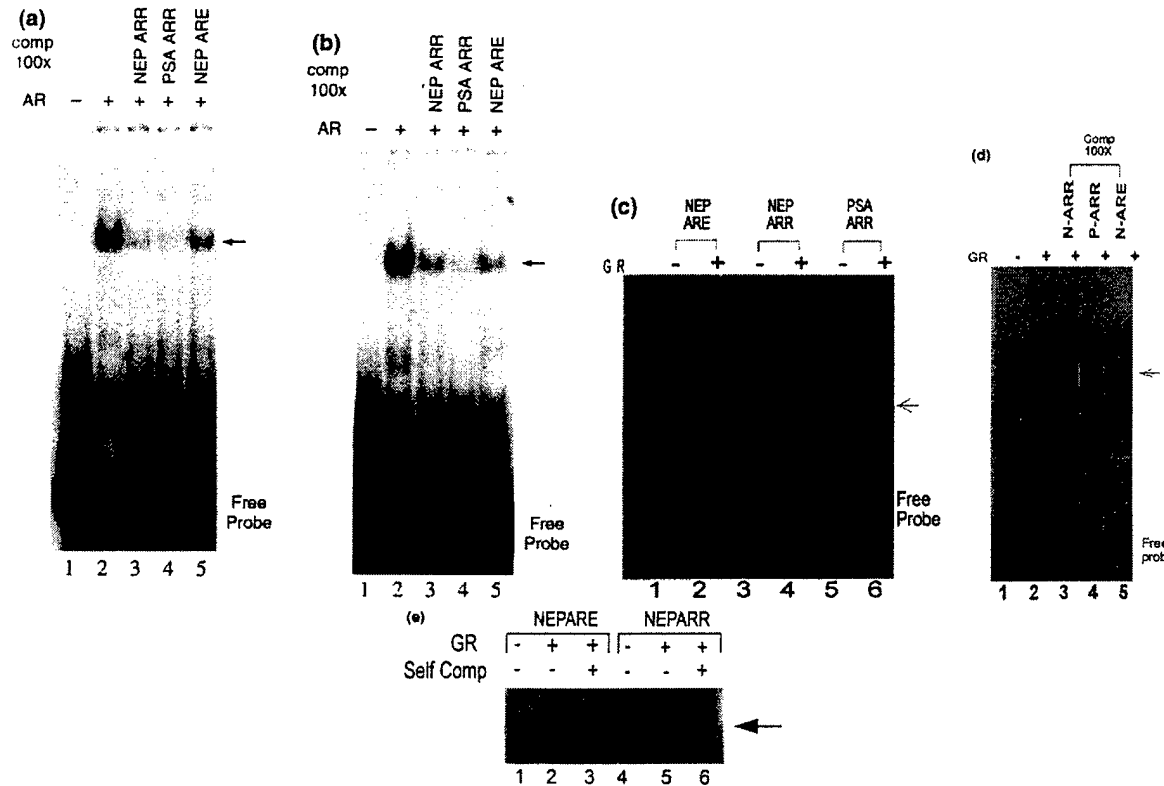 (a)
comp
100x
NEP ARR
PSA ARR
NEP ARE
AR − + + + +
Free
Probe
1 2 3 4 5
(b)
comp
100x
NEP ARR
PSA ARR
NEP ARE
AR − + + + +
Free
Probe
1 2 3 4 5
(c)
NEP
ARE
NEP
ARR
PSA
ARR
GR - + - + - +
Free
Probe
1 2 3 4 5 6
(d)
Comp
100X
N-ARR
P-ARR
N-ARE
GR - + + + +
Free
probe
1 2 3 4 5
(e)
NEPARE NEPARR
GR - + + - + +
Self Comp - - + - - +
1 2 3 4 5 6